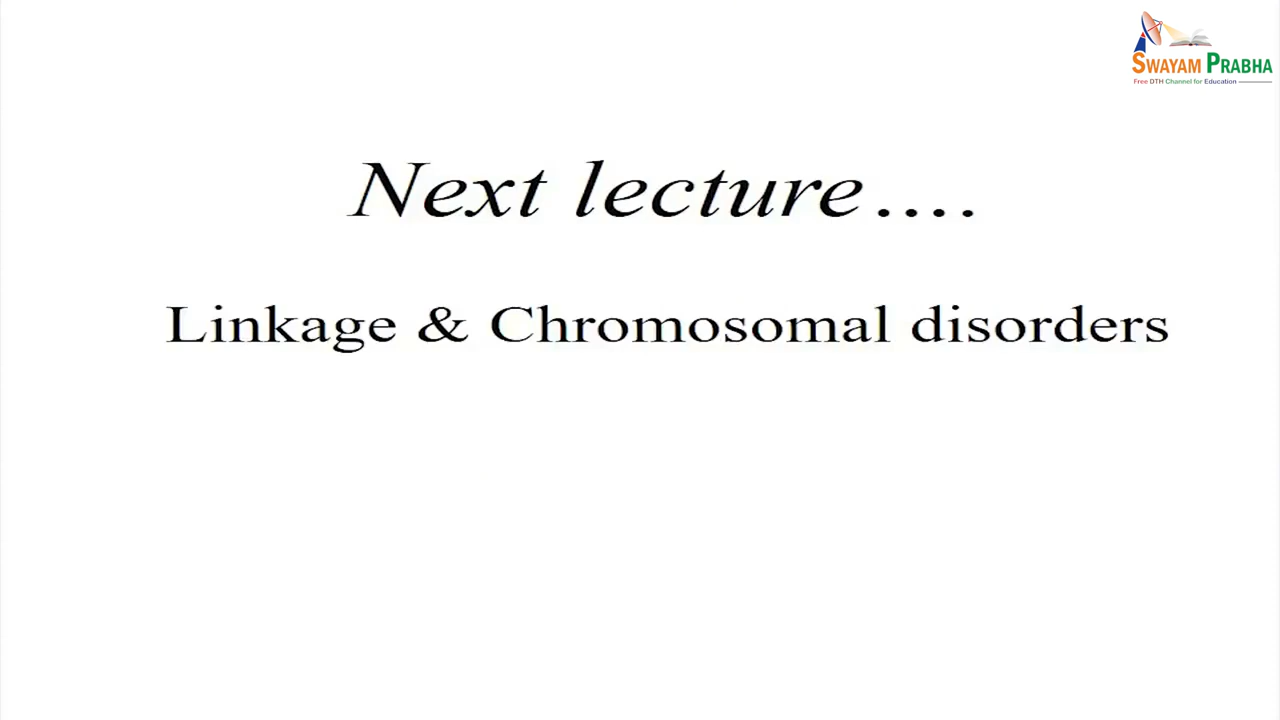 SWAYAM PRABHA
Free DTH Channel for Education
Next lecture....
Linkage & Chromosomal disorders